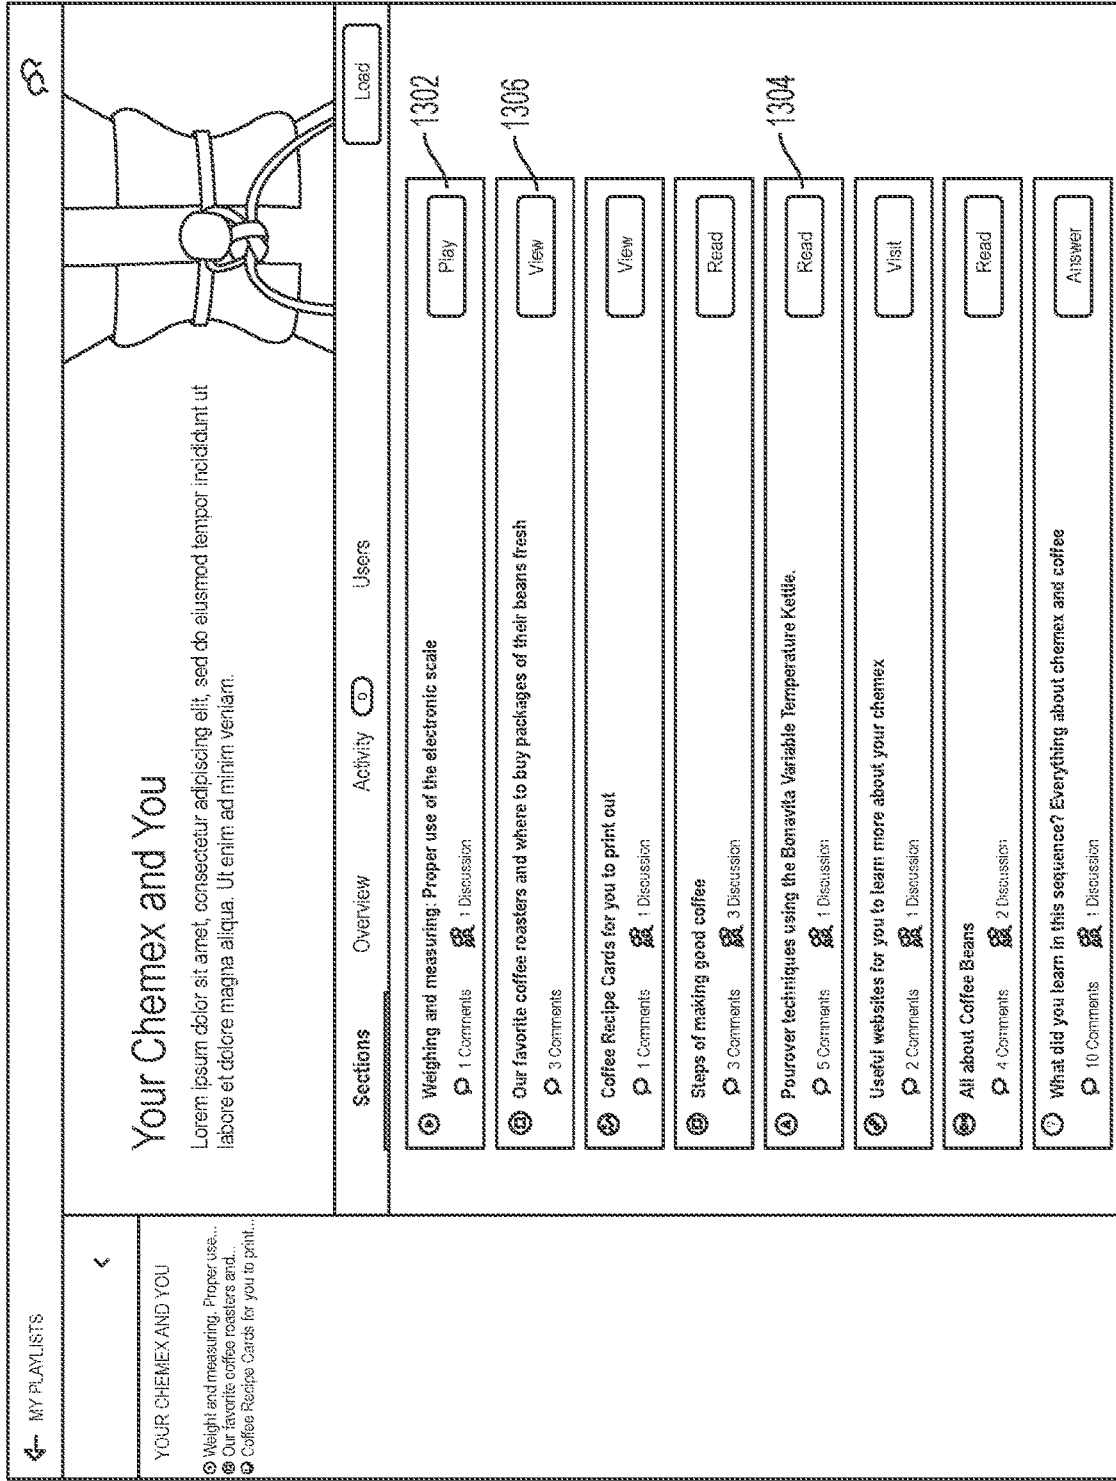 MY PLAYLISTS
YOUR CHEMEX AND YOU
Weight and measuring. Proper use...
Our favorite coffee roasters and...
Coffee Recipe Cards for you to print...
Your Chemex and You
Lorem ipsum dolor sit amet, consectetur adipiscing elit, sed do eiusmod tempor incididunt ut
labore et dolore magna aliqua. Ut enim ad minim veniam.
Sections Overview Activity 0 Users Load
Weighing and measuring: Proper use of the electronic scale
1 Comments 1 Discussion
Play
1302
Our favorite coffee roasters and where to buy packages of their beans fresh
3 Comments
View
1306
Coffee Recipe Cards for you to print out
1 Comments 1 Discussion
View
Steps of making good coffee
3 Comments 3 Discussion
Read
Pourover techniques using the Bonavita Variable Temperature Kettle.
5 Comments 1 Discussion
Read
1304
Useful websites for you to learn more about your chemex
2 Comments 1 Discussion
Visit
All about Coffee Beans
4 Comments 2 Discussion
Read
What did you learn in this sequence? Everything about chemex and coffee
10 Comments 1 Discussion
Answer